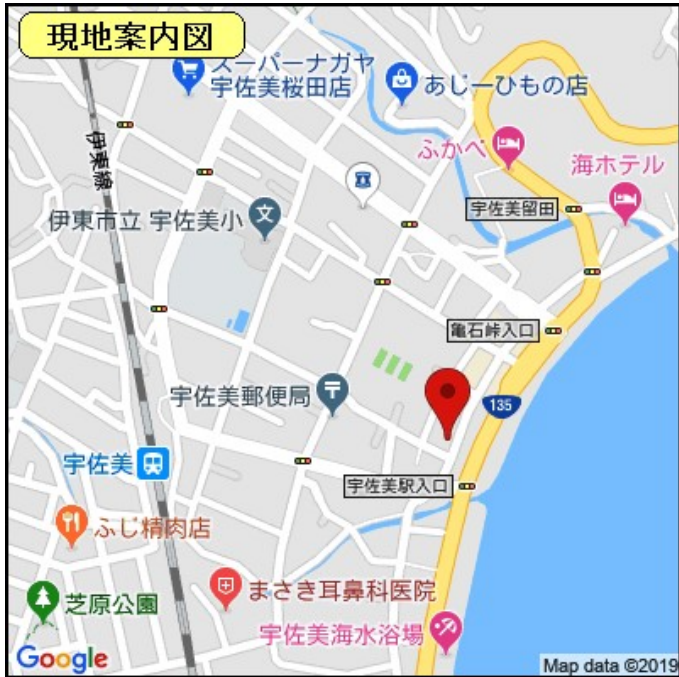 現地案内図
スーパーナガヤ
宇佐美桜田店
あじーひもの店
ふかべ
海ホテル
伊東線
宇佐美留田
伊東市立 宇佐美小
文
亀石峠入口
宇佐美郵便局
〒
135
宇佐美
宇佐美駅入口
ふじ精肉店
まさき耳鼻科医院
芝原公園
宇佐美海水浴場
Google
Map data ©2019